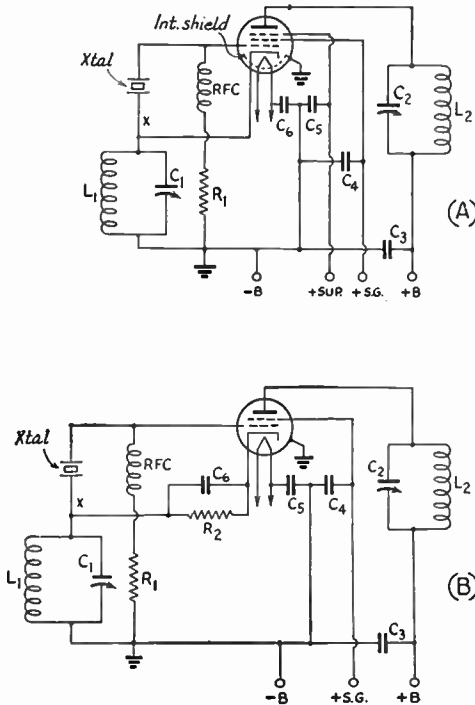 Int. shield
Xtal
RFC
X
C6
C5
C2
L2
L1
C1
R1
C4
(A)
C3
-B
+SUP.
+S.G.
+B
Xtal
RFC
C6
X
R2
C5
C4
C2
L2
L1
C1
R1
(B)
C3
-B
+S.G.
+B